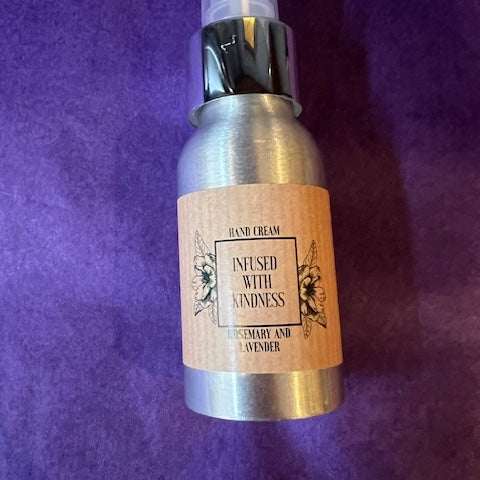 HAND CREAM
INFUSED
WITH
KINDNESS
ROSEMARY AND
LAVENDER